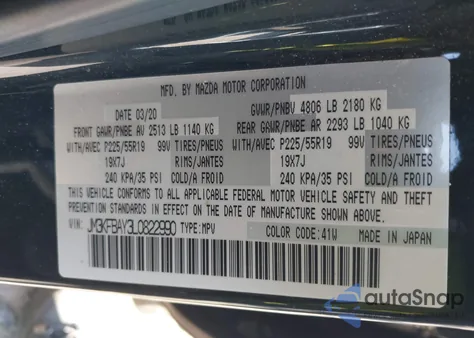 MFD. BY MAZDA MOTOR CORPORATION
DATE 03/20 GVWR/PNBV 4806 LB 2180 KG
FRONT GAWR/PNBE AV 2513 LB 1140 KG REAR GAWR/PNBE AR 2293 LB 1040 KG
WITH/AVEC P225/55R19 99V TIRES/PNEUS WITH/AVEC P225/55R19 99V TIRES/PNEUS
19X7J RIMS/JANTES 19X7J RIMS/JANTES
240 KPA/35 PSI COLD/A FROID 240 KPA/35 PSI COLD/A FROID
THIS VEHICLE CONFORMS TO ALL APPLICABLE FEDERAL MOTOR VEHICLE SAFETY AND THEFT
PREVENTION STANDARDS IN EFFECT ON THE DATE OF MANUFACTURE SHOWN ABOVE.
VIN: JM3KFBAY3L0822990 TYPE: MPV COLOR CODE: 41W MADE IN JAPAN
autoSnap